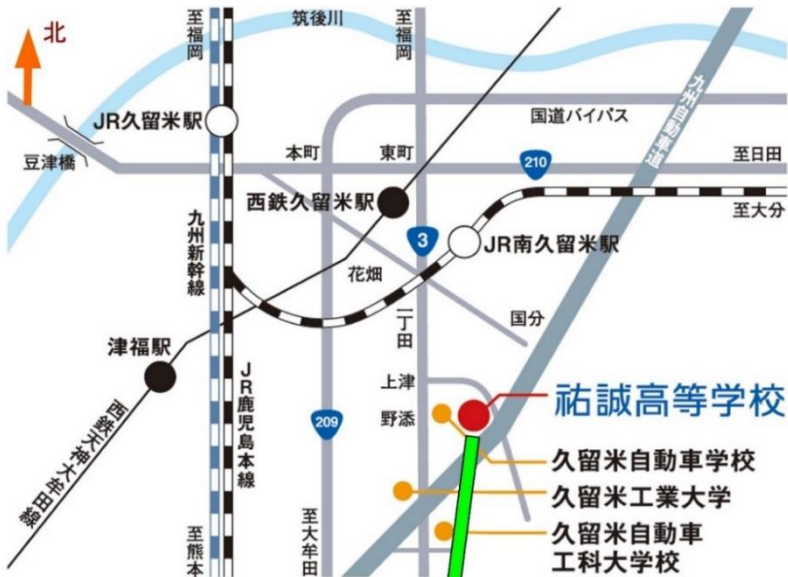 至福岡
筑後川
至福岡
北
JR久留米駅
九州自動車道
国道バイパス
豆津橋
本町
東町
210
至日田
西鉄久留米駅
至大分
九州新幹線
3
JR南久留米駅
花畑
二丁田
国分
津福駅
上津
JR鹿児島本線
祐誠高等学校
209
野添
西鉄天神大牟田線
久留米自動車学校
久留米工業大学
至熊本
至大牟田
久留米自動車
工科大学校